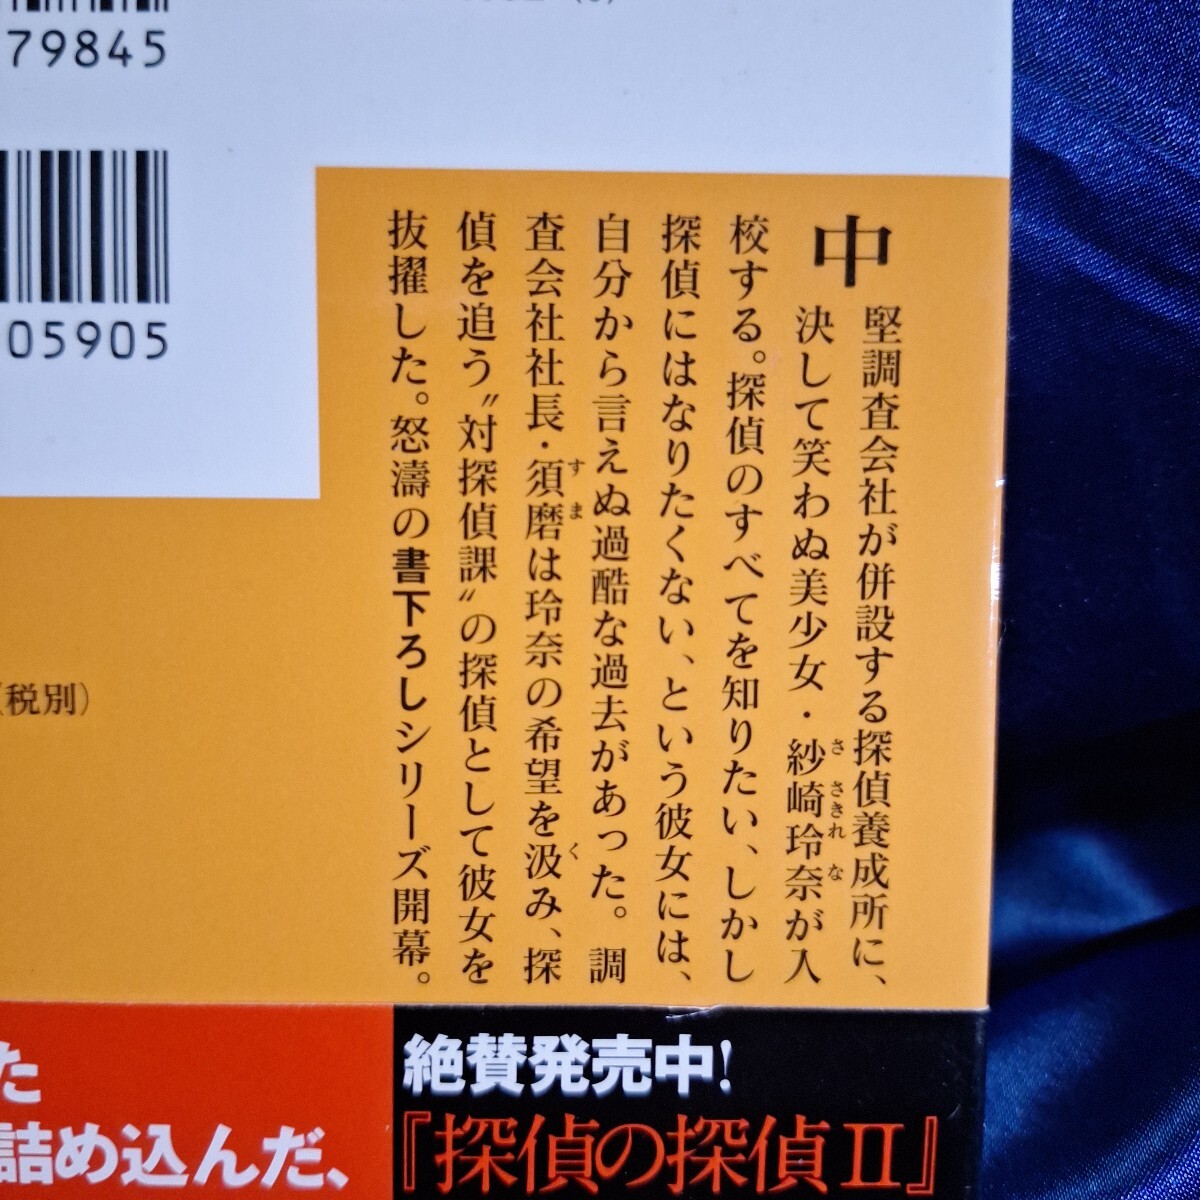 79845
05905
(税別)
中堅調査会社が併設する探偵養成所に、
決して笑わぬ美少女・紗崎玲奈が入
校する。探偵のすべてを知りたい、しかし
探偵にはなりたくない、という彼女には、
自分から言えぬ過酷な過去があった。調
査会社社長・須磨は玲奈の希望を汲み、探
偵を追う〝対探偵課〟の探偵として彼女を
抜擢した。怒濤の書下ろしシリーズ開幕。
た
詰め込んだ、
絶賛発売中!
『探偵の探偵Ⅱ』